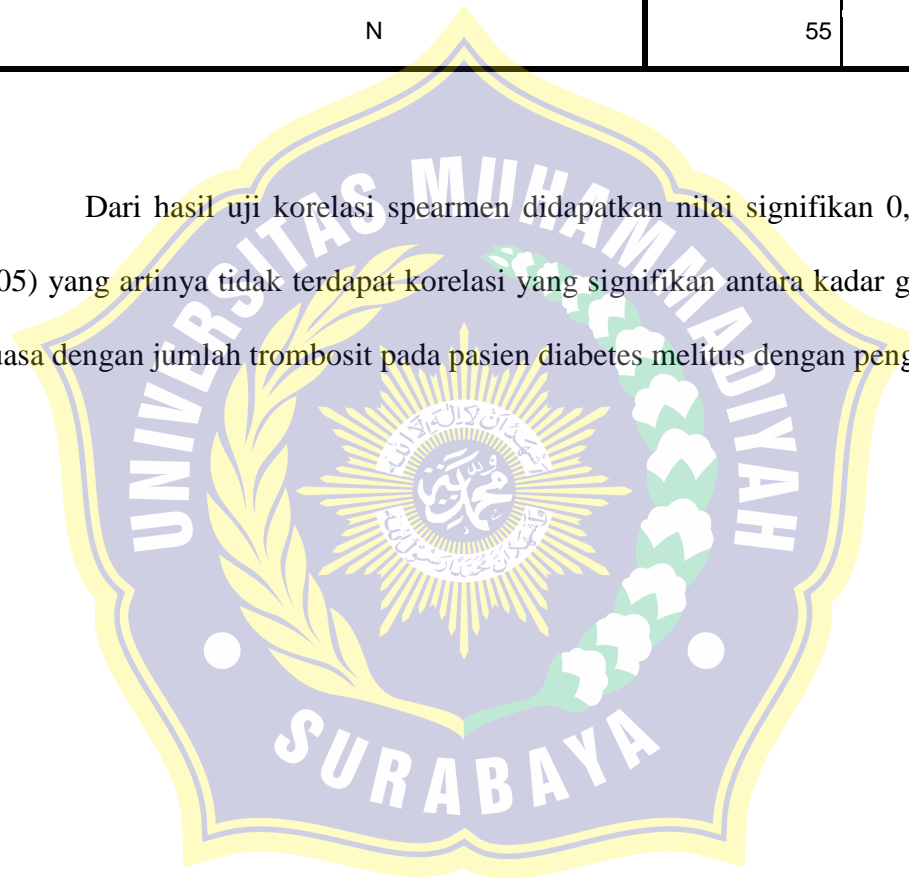 N 55
Dari hasil uji korelasi spearmen didapatkan nilai signifikan 0,
05) yang artinya tidak terdapat korelasi yang signifikan antara kadar g
asa dengan jumlah trombosit pada pasien diabetes melitus dengan peng
UNIVERSITAS MUHAMMADIYAH
SURABAYA